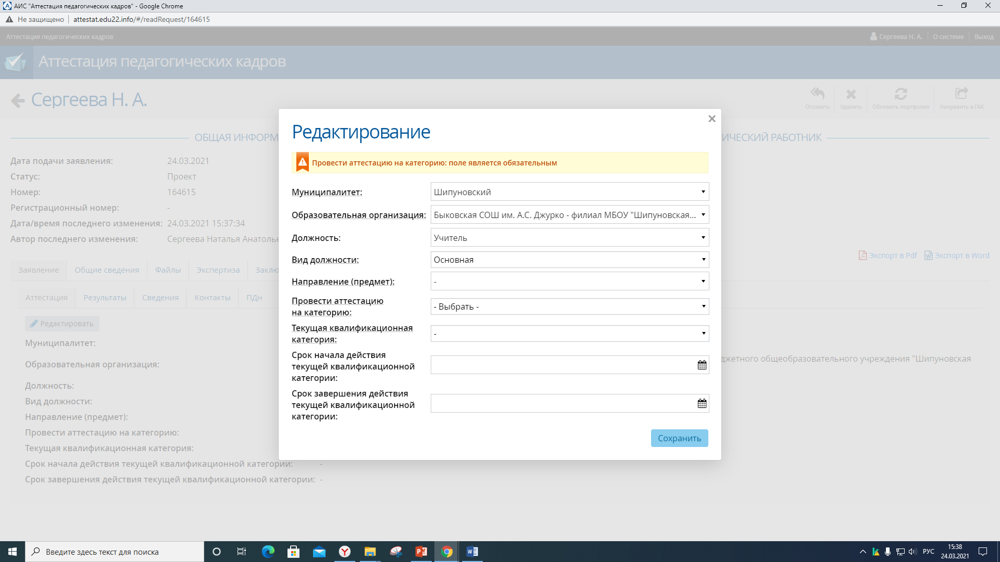 АИС "Аттестация педагогических кадров" - Google Chrome
Не защищено
attestat.edu22.info/#/readRequest/164615
Аттестация педагогических кадров
Сергеева Н. А.
О системе
Выход
Аттестация педагогических кадров
Сергеева Н. А.
Отозвать
Удалить
Обновить портфолио
Направить в ГАК
ОБЩАЯ ИНФОРМ
ИЧЕСКИЙ РАБОТНИК
Дата подачи заявления: 24.03.2021
Статус: Проект
Номер: 164615
Регистрационный номер: -
Дата/время последнего изменения: 24.03.2021 15:37:34
Автор последнего изменения: Сергеева Наталья Анатолье
Экспорт в Pdf
Экспорт в Word
Заявление
Общие сведения
Файлы
Экспертиза
Заклю
Аттестация
Результаты
Сведения
Контакты
ПДн
Редактировать
Муниципалитет:
Образовательная организация:
джетного общеобразовательного учреждения "Шипуновская
Должность:
Вид должности:
Направление (предмет):
Провести аттестацию на категорию:
Текущая квалификационная категория:
Срок начала действия текущей квалификационной категории: -
Срок завершения действия текущей квалификационной категории: -
Редактирование
Провести аттестацию на категорию: поле является обязательным
Муниципалитет: Шипуновский
Образовательная организация: Быковская СОШ им. А.С. Джурко - филиал МБОУ "Шипуновская...
Должность: Учитель
Вид должности: Основная
Направление (предмет): -
Провести аттестацию
на категорию:
- Выбрать -
Текущая квалификационная
категория:
-
Срок начала действия
текущей квалификационной
категории:
Срок завершения действия
текущей квалификационной
категории:
Сохранить
Введите здесь текст для поиска
РУС
15:38
24.03.2021